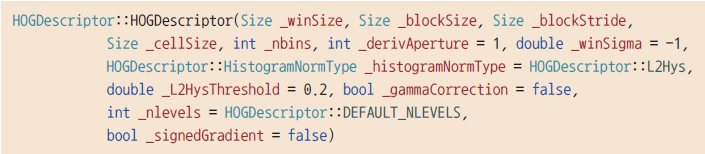 HOGDescriptor::HOGDescriptor(Size _winSize, Size _blockSize, Size _blockStride,
Size _cellSize, int _nbins, int _derivAperture = 1, double _winSigma = -1,
HOGDescriptor::HistogramNormType _histogramNormType = HOGDescriptor::L2Hys,
double _L2HysThreshold = 0.2, bool _gammaCorrection = false,
int _nlevels = HOGDescriptor::DEFAULT_NLEVELS,
bool _signedGradient = false)